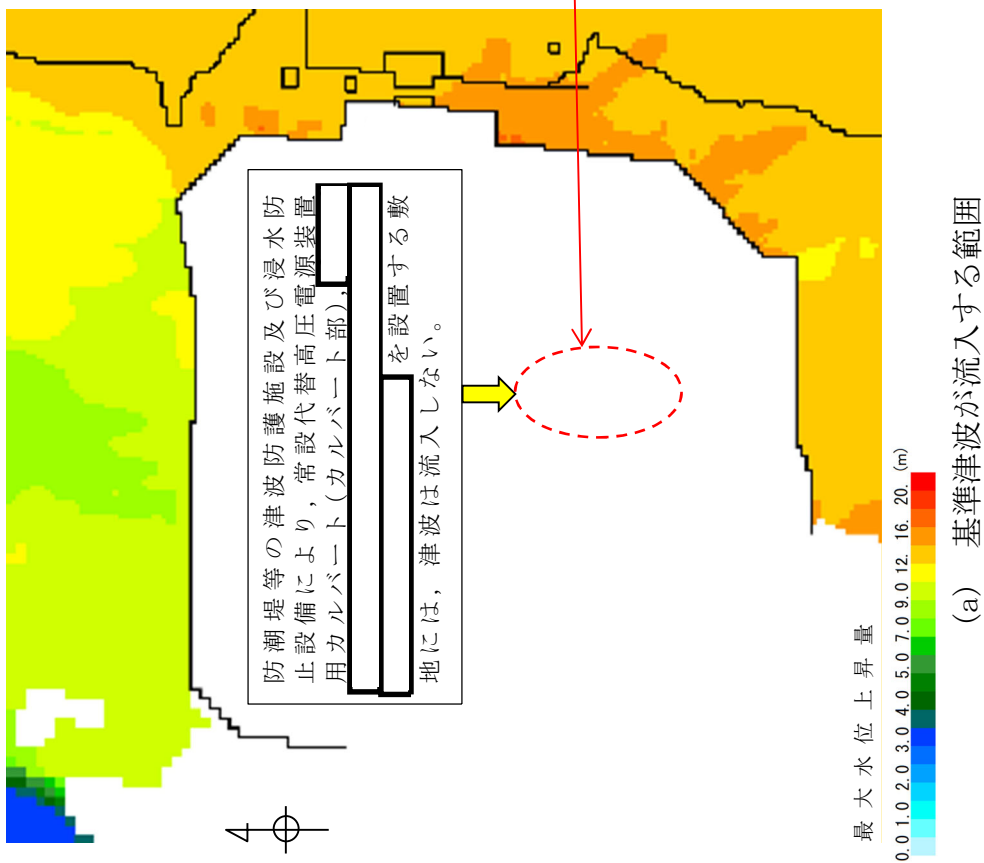 防潮堤等の津波防護施設及び浸水防
止設備により，常設代替高圧電源装置
用カルバート(カルバート部)，
を設置する敷
地には，津波は流入しない。
4
最大水位上昇量
0.0 1.0 2.0 3.0 4.0 5.0 7.0 9.0 12. 16. 20. (m)
(a) 基準津波が流入する範囲